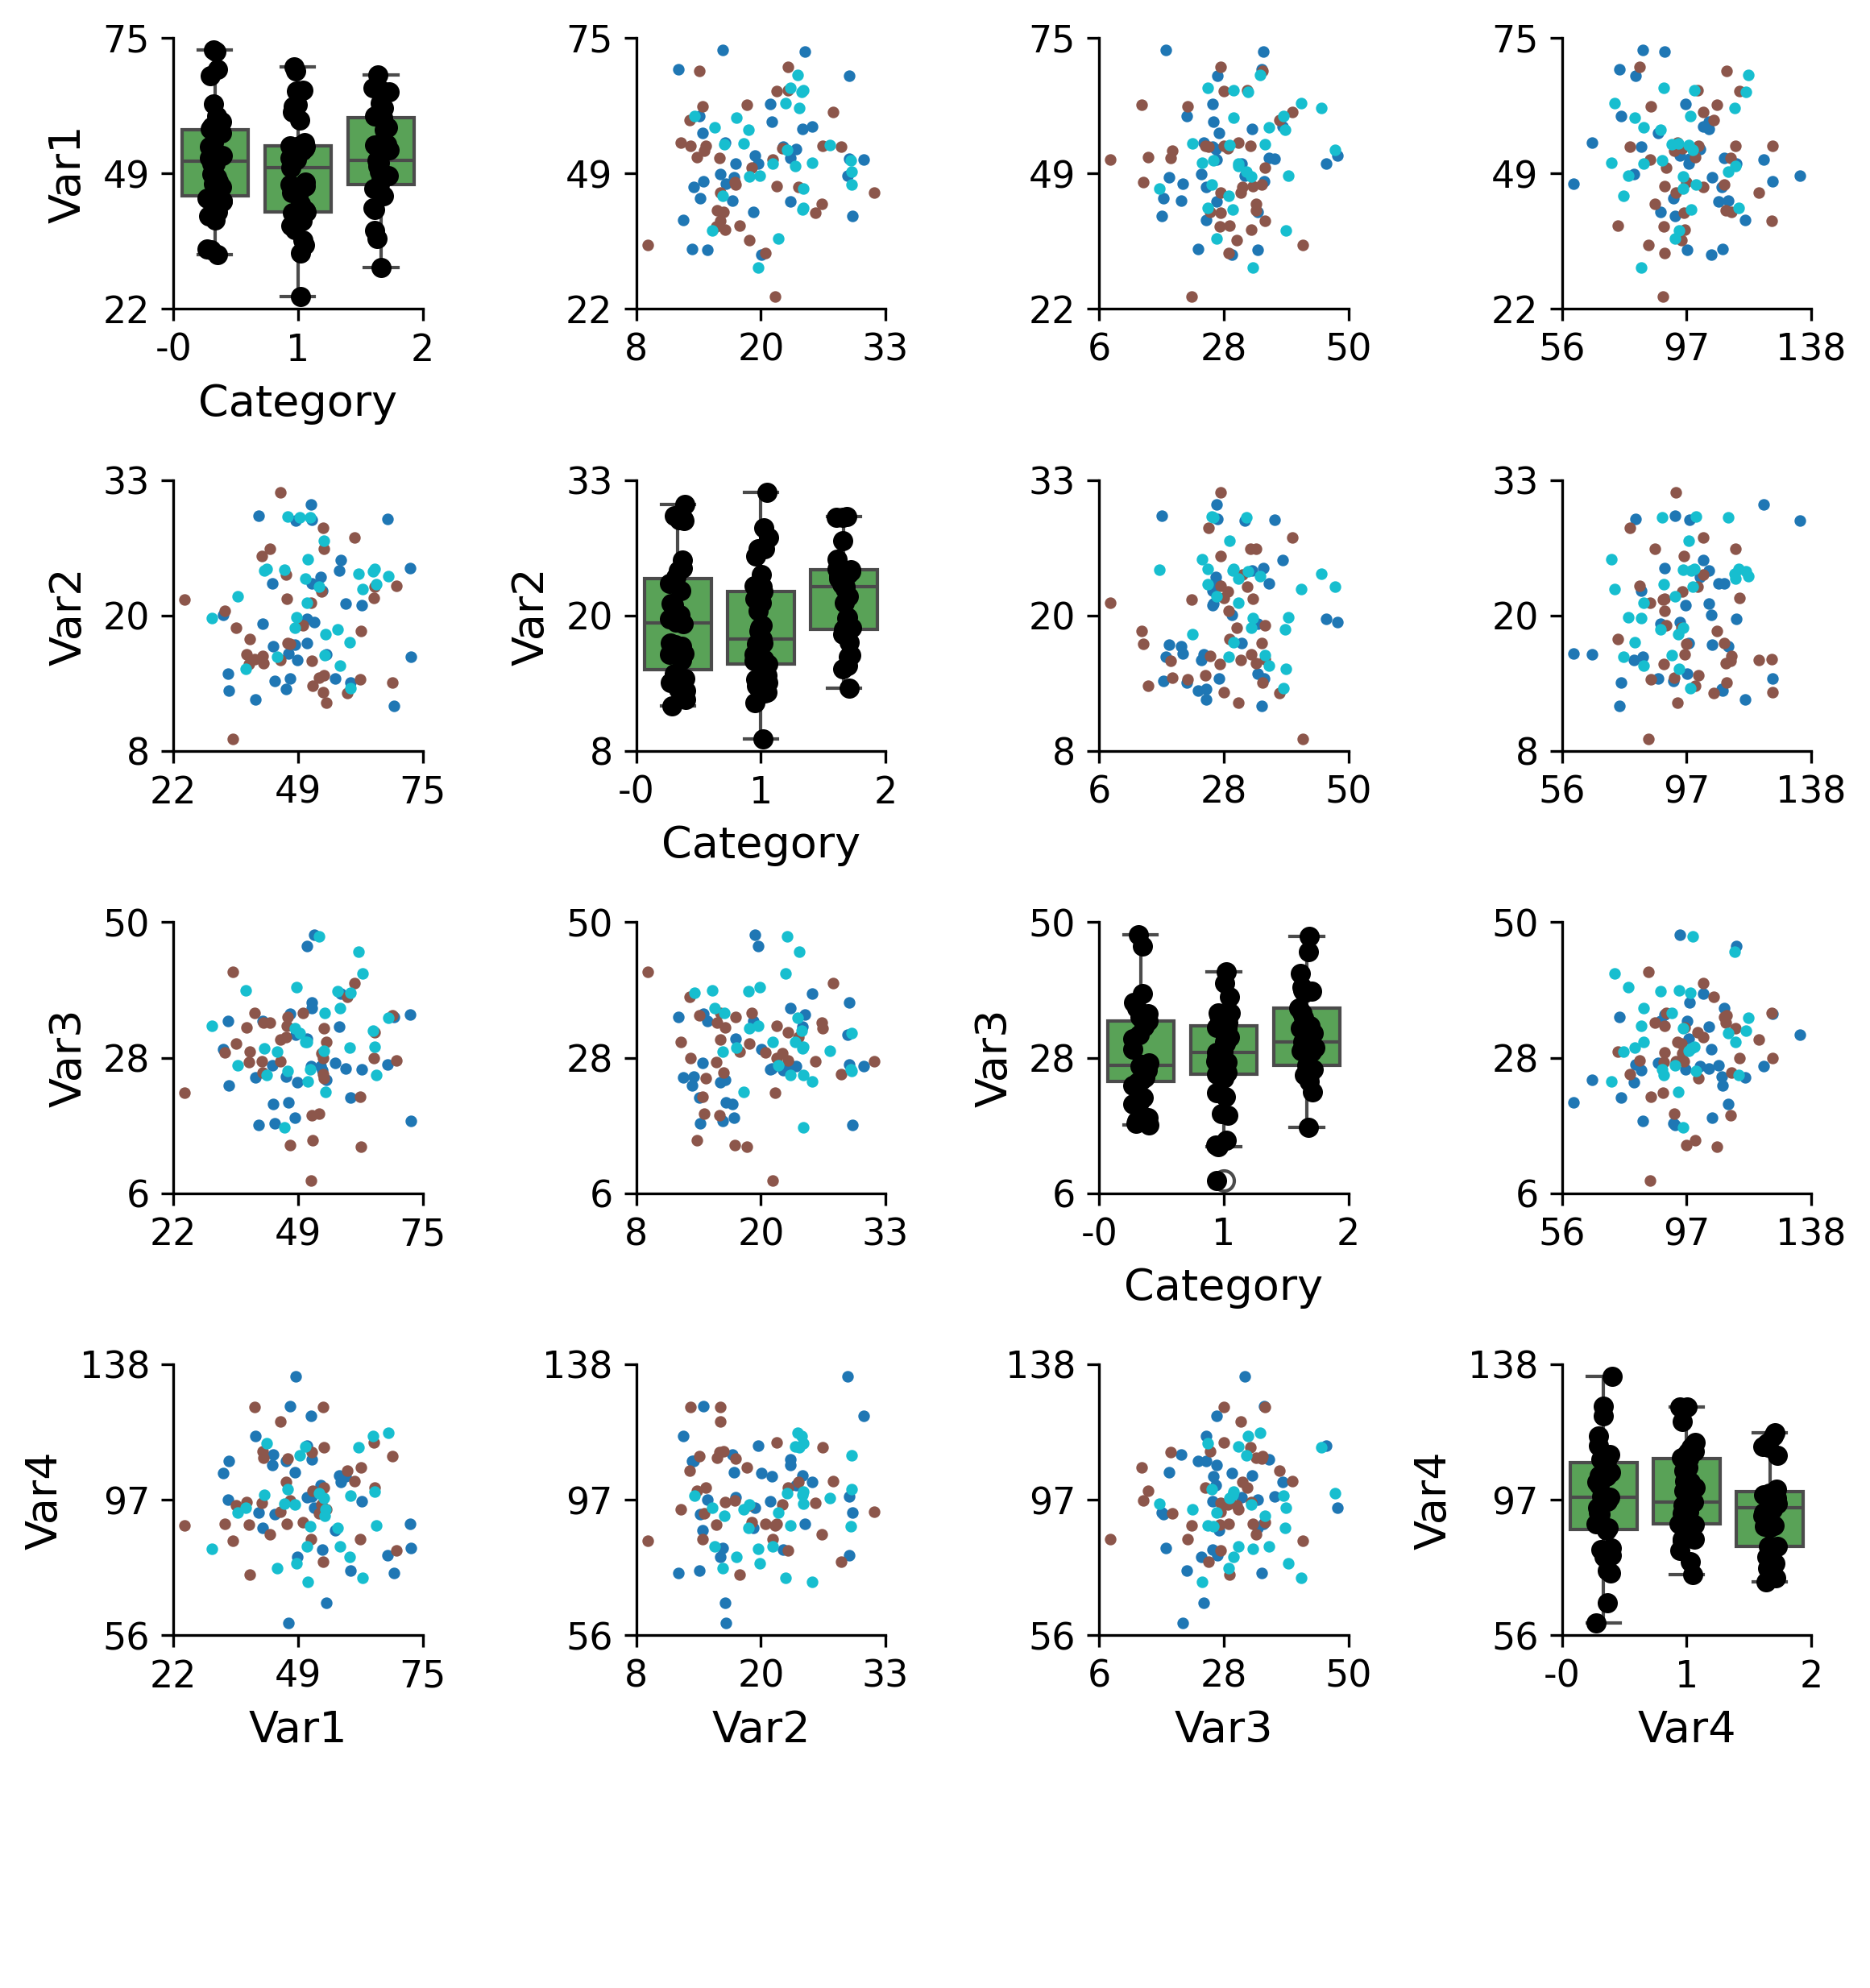 75 75 75 75
Var1 49 49 49 49
22 22 22 22
-0 1 2 8 20 33 6 28 50 56 97 138
Category
33 33 33 33
Var2 20 Var2 20 20 20
8 8 8 8
22 49 75 -0 1 2 6 28 50 56 97 138
Category
50 50 50 50
Var3 28 28 Var3 28 28
6 6 6 6
22 49 75 8 20 33 -0 1 2 56 97 138
Category
138 138 138 138
Var4 97 97 97 Var4 97
56 56 56 56
22 49 75 8 20 33 6 28 50 -0 1 2
Var1 Var2 Var3 Var4